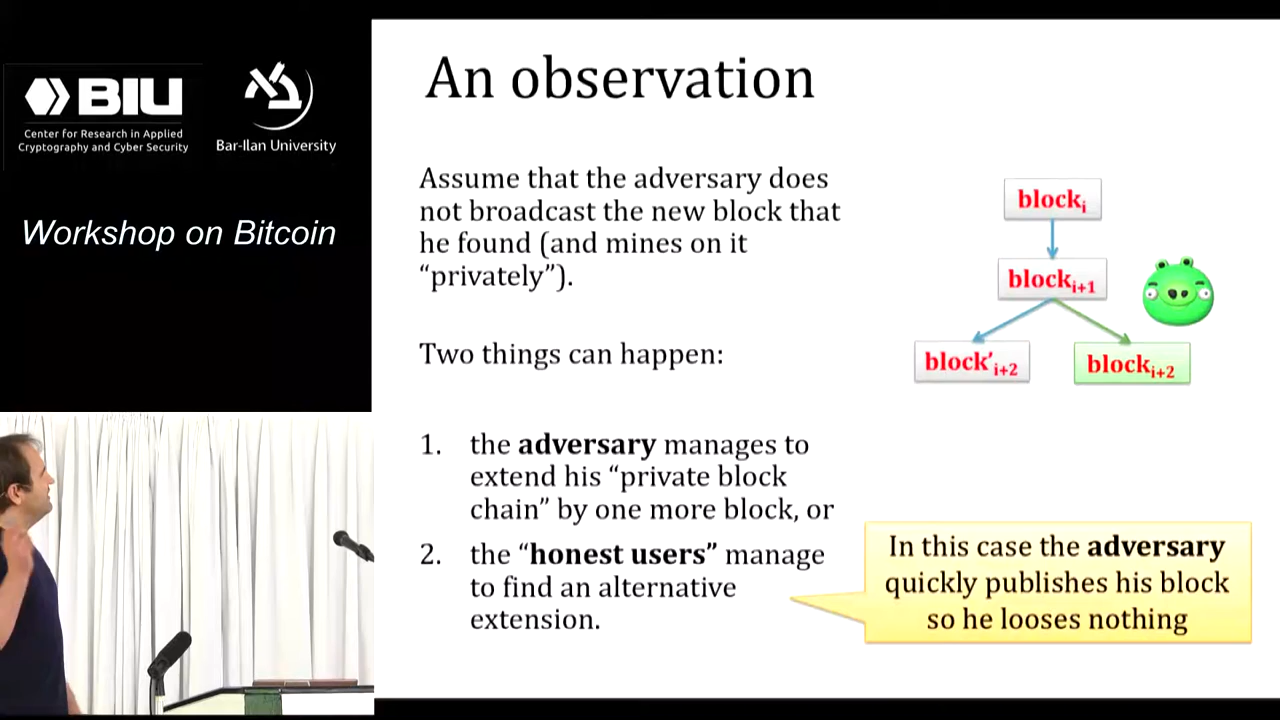 BIU
Center for Research in Applied
Cryptography and Cyber Security
Bar-Ilan University
Workshop on Bitcoin
An observation
Assume that the adversary does
not broadcast the new block that
he found (and mines on it
“privately”).
Two things can happen:
1. the adversary manages to
extend his “private block
chain” by one more block, or
2. the “honest users” manage
to find an alternative
extension.
block_i
block_i+1
block’_i+2
block_i+2
In this case the adversary
quickly publishes his block
so he looses nothing